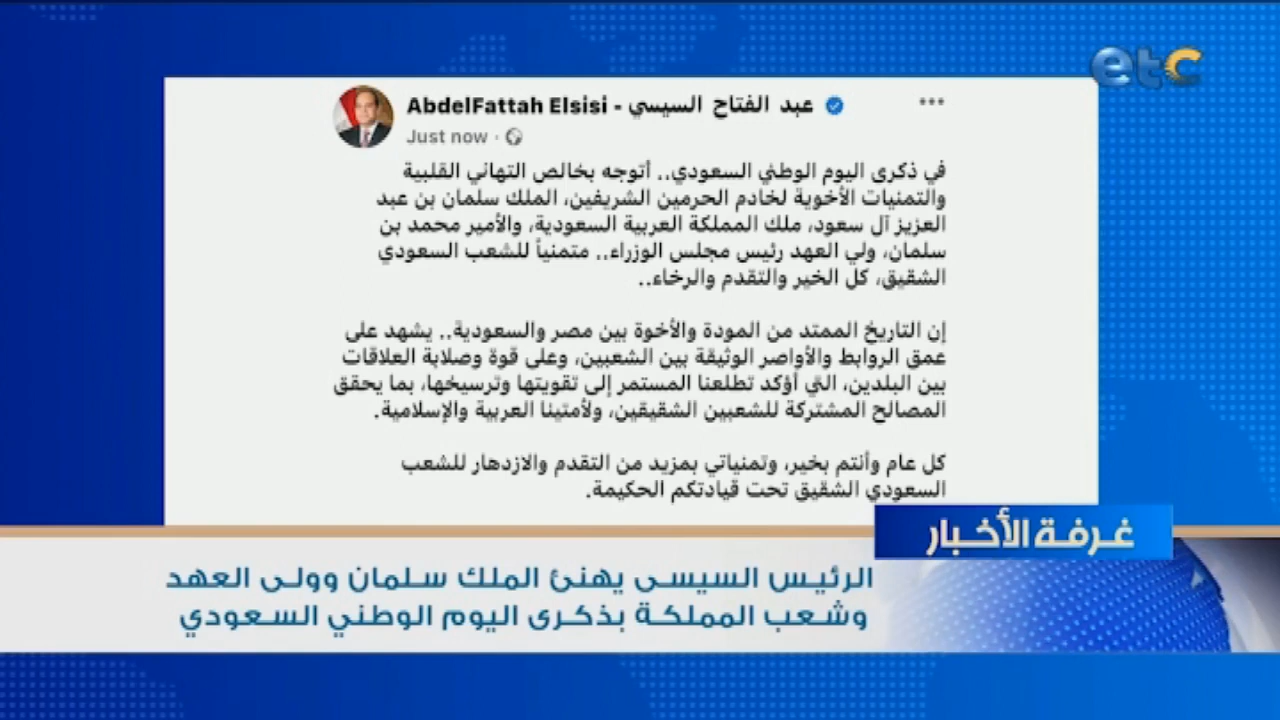 etc
AbdelFattah Elsisi - عبد الفتاح السيسي
Just now
في ذكرى اليوم الوطني السعودي.. أتوجه بخالص التهاني القلبية
والتمنيات الأخوية لخادم الحرمين الشريفين، الملك سلمان بن عبد
العزيز آل سعود، ملك المملكة العربية السعودية، والأمير محمد بن
سلمان، ولي العهد رئيس مجلس الوزراء.. متمنياً للشعب السعودي
الشقيق، كل الخير والتقدم والرخاء..
إن التاريخ الممتد من المودة والأخوة بين مصر والسعودية.. يشهد على
عمق الروابط والأواصر الوثيقة بين الشعبين، وعلى قوة وصلابة العلاقات
بين البلدين، التي أؤكد تطلعنا المستمر إلى تقويتها وترسيخها، بما يحقق
المصالح المشتركة للشعبين الشقيقين، ولأمتينا العربية والإسلامية.
كل عام وأنتم بخير، وتمنياتي بمزيد من التقدم والازدهار للشعب
السعودي الشقيق تحت قيادتكم الحكيمة.
غرفة الأخبار
الرئيس السيسى يهنئ الملك سلمان وولى العهد
وشعب المملكة بذكرى اليوم الوطني السعودي